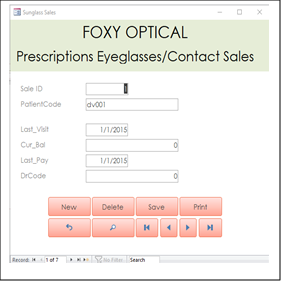 Sunglass Sales
FOXY OPTICAL
Prescriptions Eyeglasses/Contact Sales
Sale ID
PatientCode dv001
Last_Visit 1/1/2015
Cur_Bal 0
Last_Pay 1/1/2015
DrCode 0
New Delete Save Print
Record: 1 of 7 No Filter Search